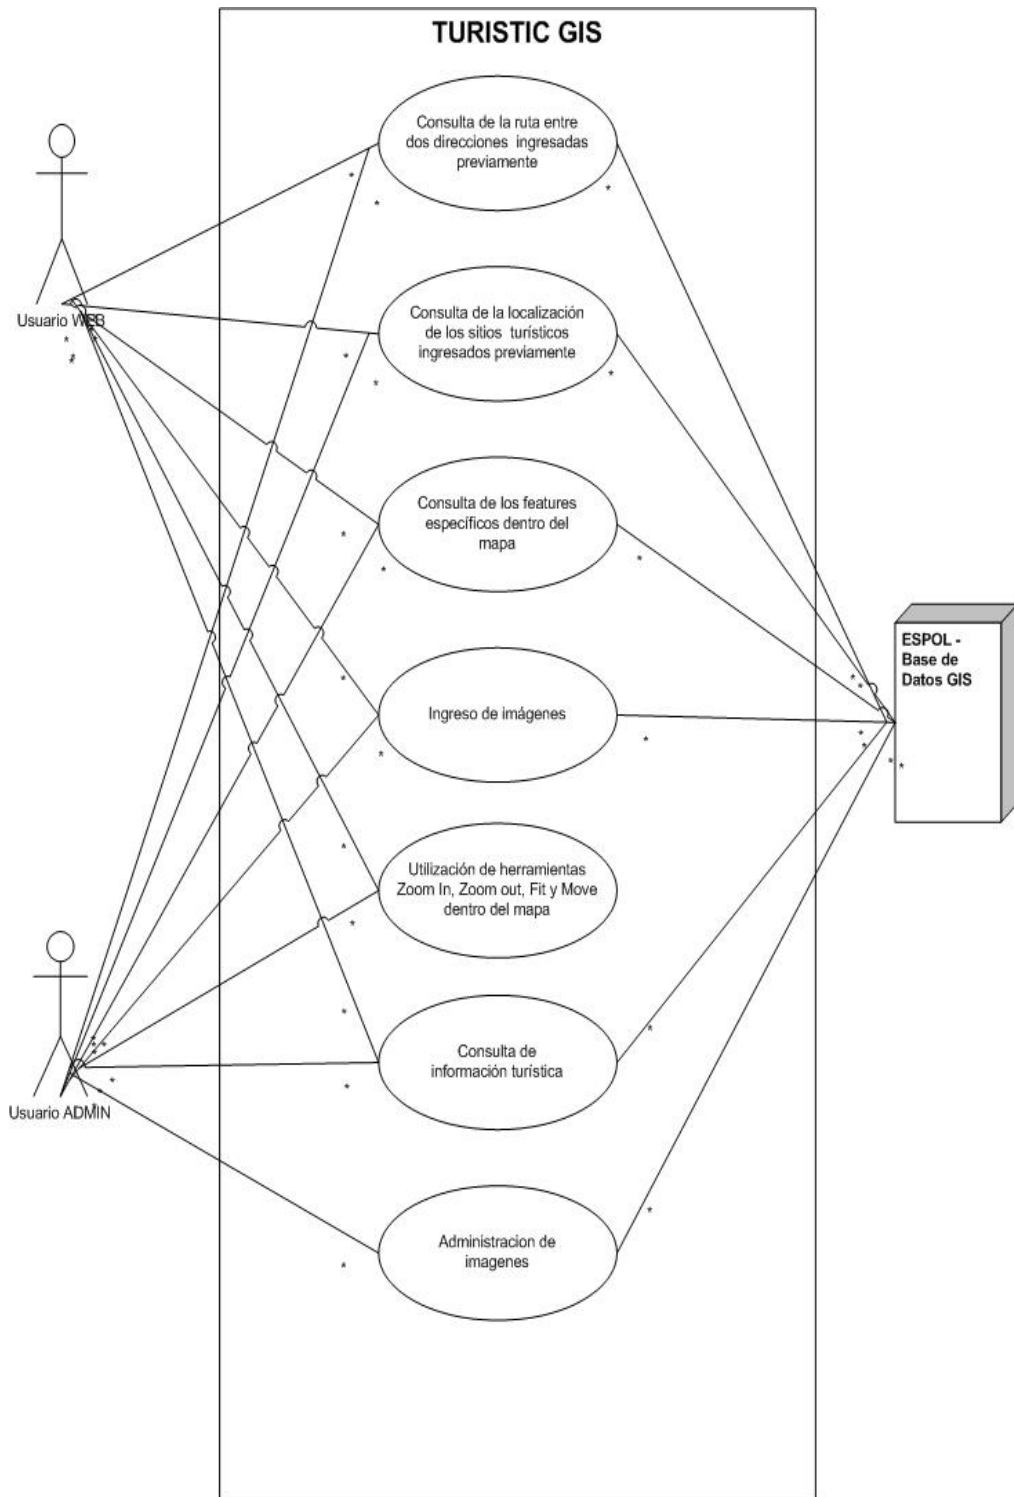 TURISTIC GIS
Consulta de la ruta entre
dos direcciones ingresadas
previamente
Usuario WEB
Consulta de la localización
de los sitios turísticos
ingresados previamente
Consulta de los features
específicos dentro del
mapa
ESPOL -
Base de
Datos GIS
Ingreso de imágenes
Utilización de herramientas
Zoom In, Zoom out, Fit y Move
dentro del mapa
Consulta de
información turística
Usuario ADMIN
Administracion de
imagenes